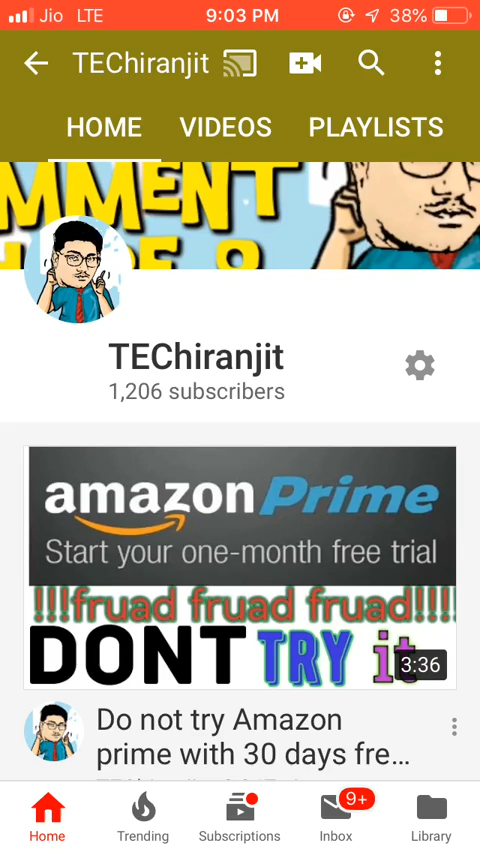 Jio LTE 9:03 PM 38%
TEChiranjit
HOME VIDEOS PLAYLISTS
MMENT
TEChiranjit
1,206 subscribers
amazon Prime
Start your one-month free trial
!!!fruad fruad fruad!!!!
DONT TRY it
3:36
Do not try Amazon
prime with 30 days fre...
9+
Home Trending Subscriptions Inbox Library